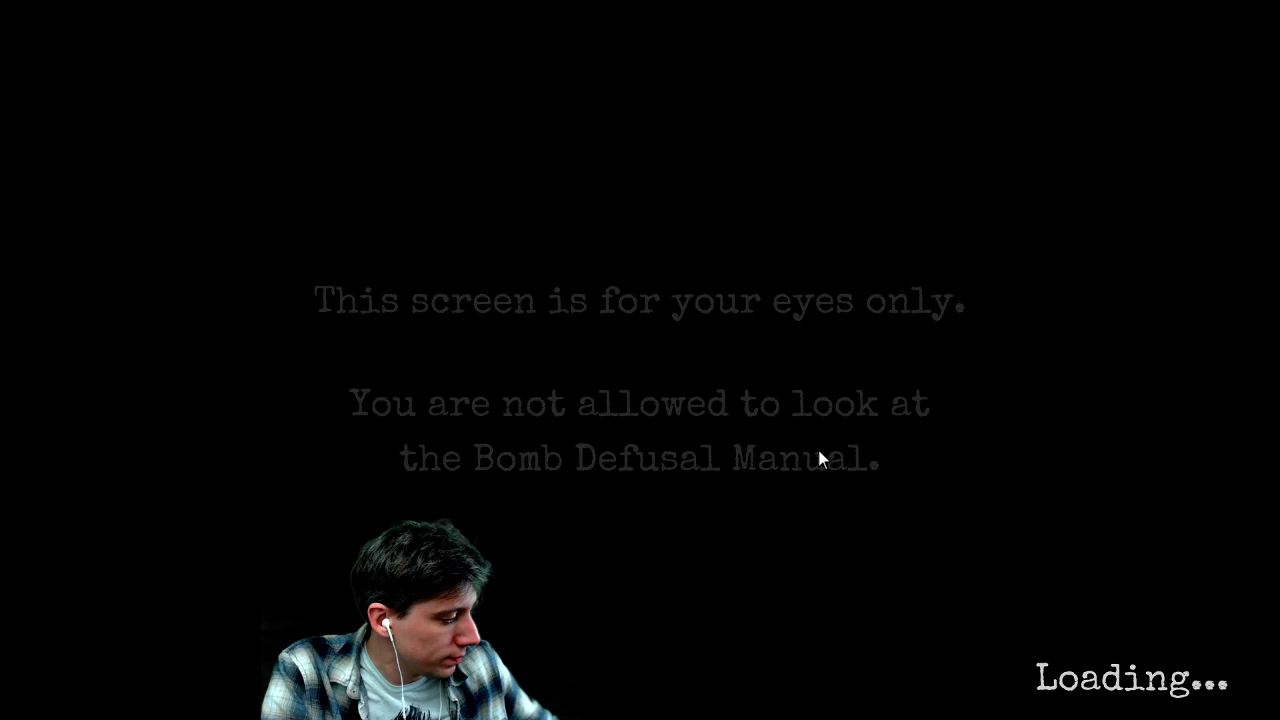 This screen is for your eyes only.
You are not allowed to look at
the Bomb Defusal Manual.
Loading...